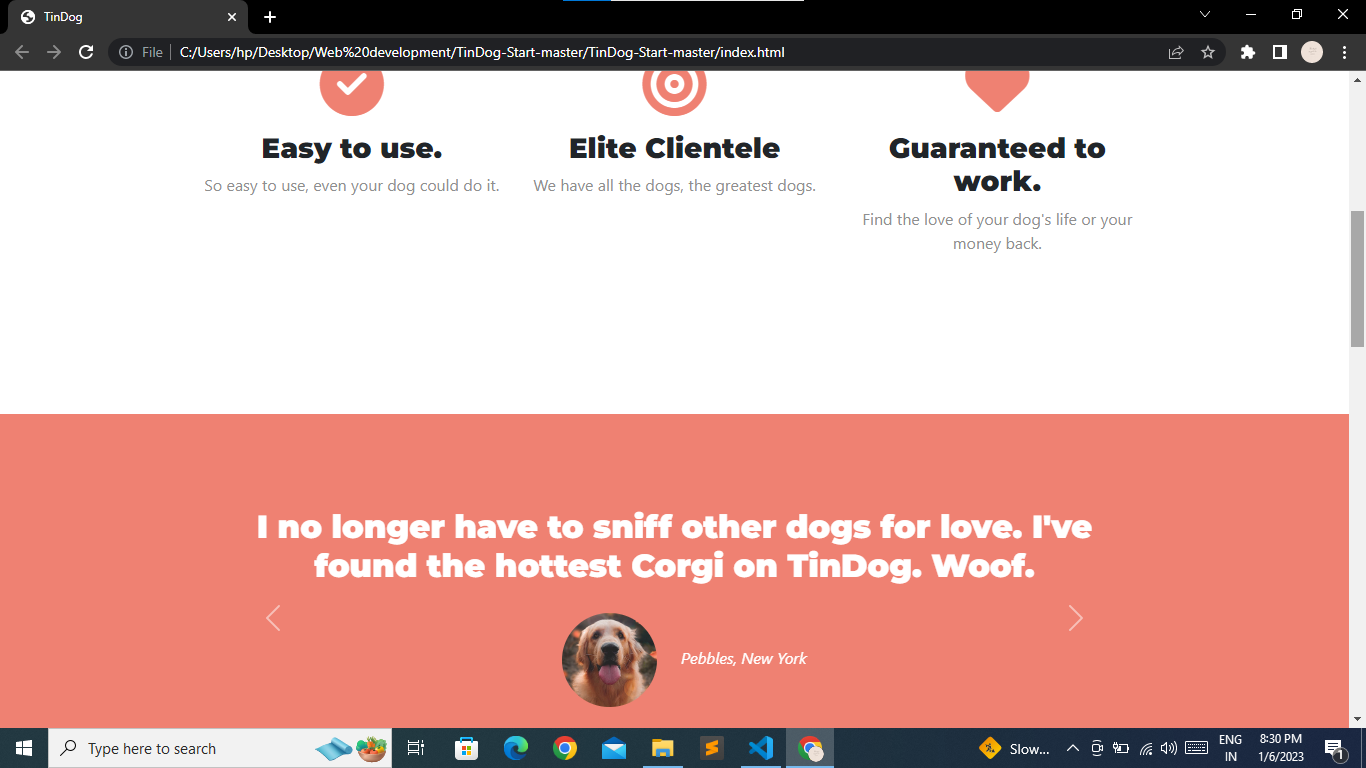 TinDog
File
C:/Users/hp/Desktop/Web%20development/TinDog-Start-master/TinDog-Start-master/index.html
Easy to use.
So easy to use, even your dog could do it.
Elite Clientele
We have all the dogs, the greatest dogs.
Guaranteed to
work.
Find the love of your dog's life or your
money back.
I no longer have to sniff other dogs for love. I've
found the hottest Corgi on TinDog. Woof.
Pebbles, New York
Type here to search
Slow...
ENG
IN
8:30 PM
1/6/2023
1